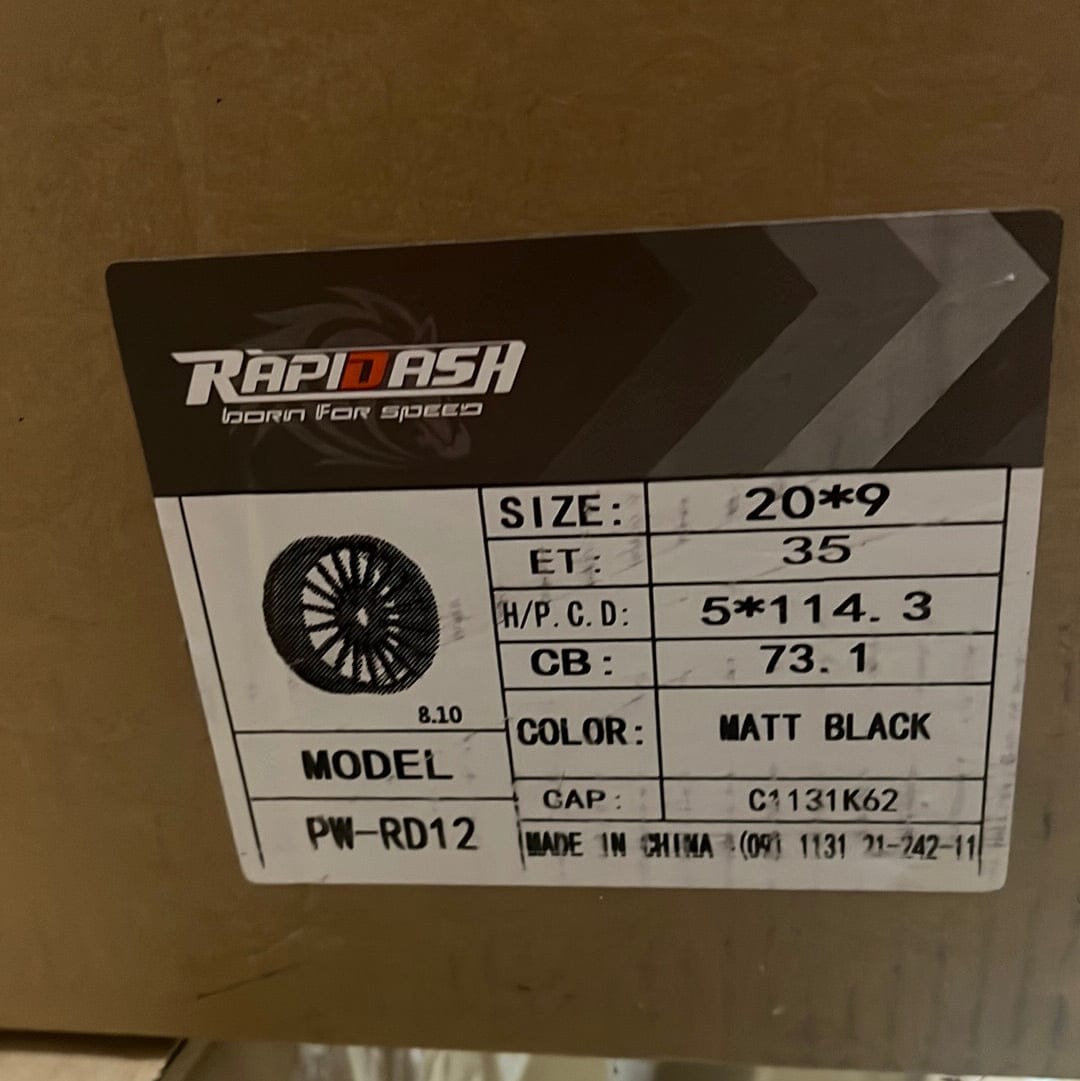 RAPIDASH
born for speed
SIZE: 20*9
ET: 35
H/P.C.D: 5*114.3
CB: 73.1
8.10
COLOR: MATT BLACK
MODEL
CAP: C1131K62
PW-RD12
MADE IN CHINA (09) 1131 21-242-11